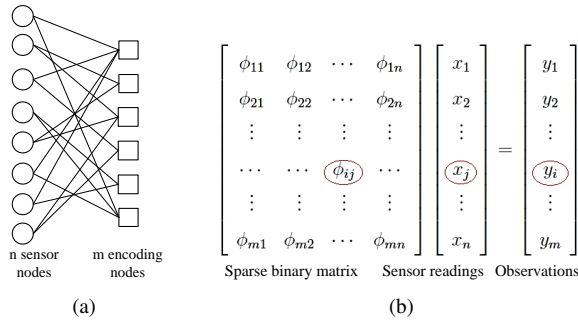 n sensor
nodes
m encoding
nodes
(a)
ϕ11 ϕ12 ⋯ ϕ1n x1 y1
ϕ21 ϕ22 ⋯ ϕ2n x2 y2
⋮ ⋮ ⋮ ⋮ ⋮ ⋮
⋯ ⋯ ϕij ⋯ xj = yi
⋮ ⋮ ⋮ ⋮ ⋮ ⋮
ϕm1 ϕm2 ⋯ ϕmn xn ym
Sparse binary matrix Sensor readings Observations
(b)